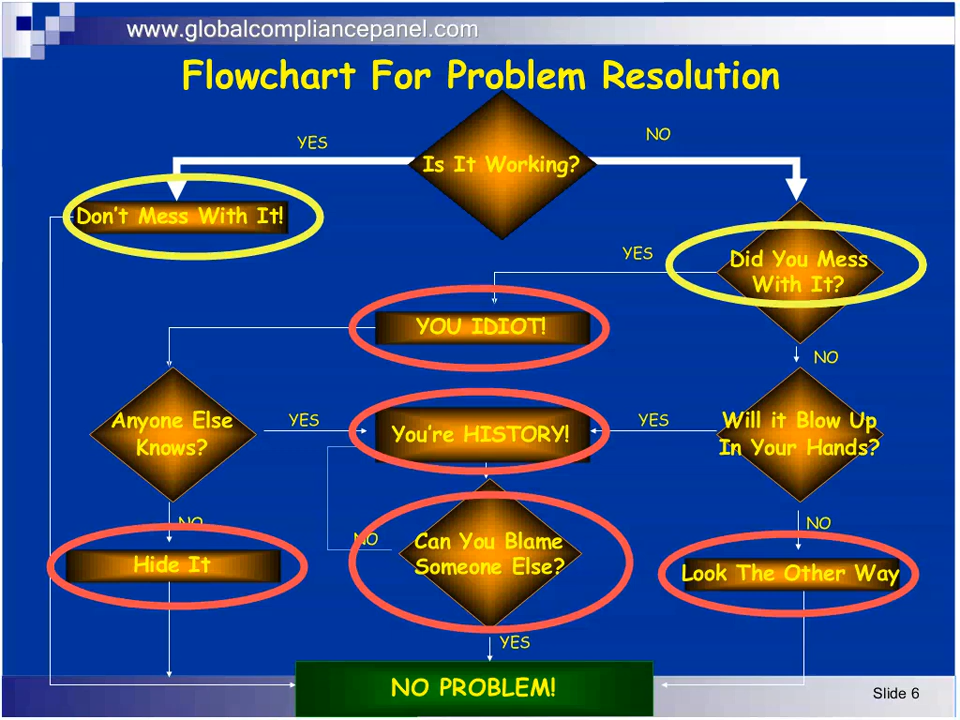 www.globalcompliancepanel.com
Flowchart For Problem Resolution
YES
NO
Is It Working?
Don't Mess With It!
YES
Did You Mess
With It?
YOU IDIOT!
NO
Anyone Else
Knows?
YES
You're HISTORY!
YES
Will it Blow Up
In Your Hands?
NO
NO
NO
Can You Blame
Someone Else?
Hide It
Look The Other Way
YES
NO PROBLEM!
Slide 6